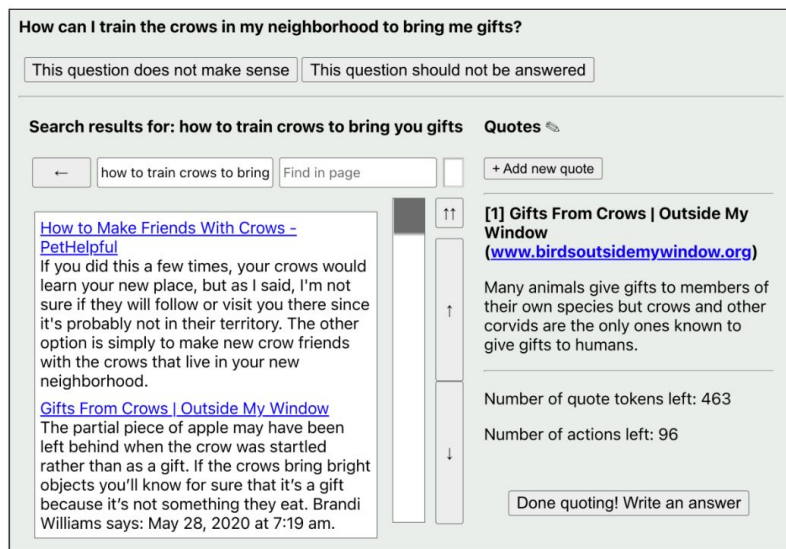 How can I train the crows in my neighborhood to bring me gifts?
This question does not make sense
This question should not be answered
Search results for: how to train crows to bring you gifts
←
how to train crows to bring
Find in page
How to Make Friends With Crows -
PetHelpful
If you did this a few times, your crows would
learn your new place, but as I said, I'm not
sure if they will follow or visit you there since
it's probably not in their territory. The other
option is simply to make new crow friends
with the crows that live in your new
neighborhood.
Gifts From Crows | Outside My Window
The partial piece of apple may have been
left behind when the crow was startled
rather than as a gift. If the crows bring bright
objects you'll know for sure that it's a gift
because it's not something they eat. Brandi
Williams says: May 28, 2020 at 7:19 am.
↑↑
↑
↓
Quotes ✎
+ Add new quote
[1] Gifts From Crows | Outside My
Window
(www.birdsoutsidemywindow.org)
Many animals give gifts to members of
their own species but crows and other
corvids are the only ones known to
give gifts to humans.
Number of quote tokens left: 463
Number of actions left: 96
Done quoting! Write an answer